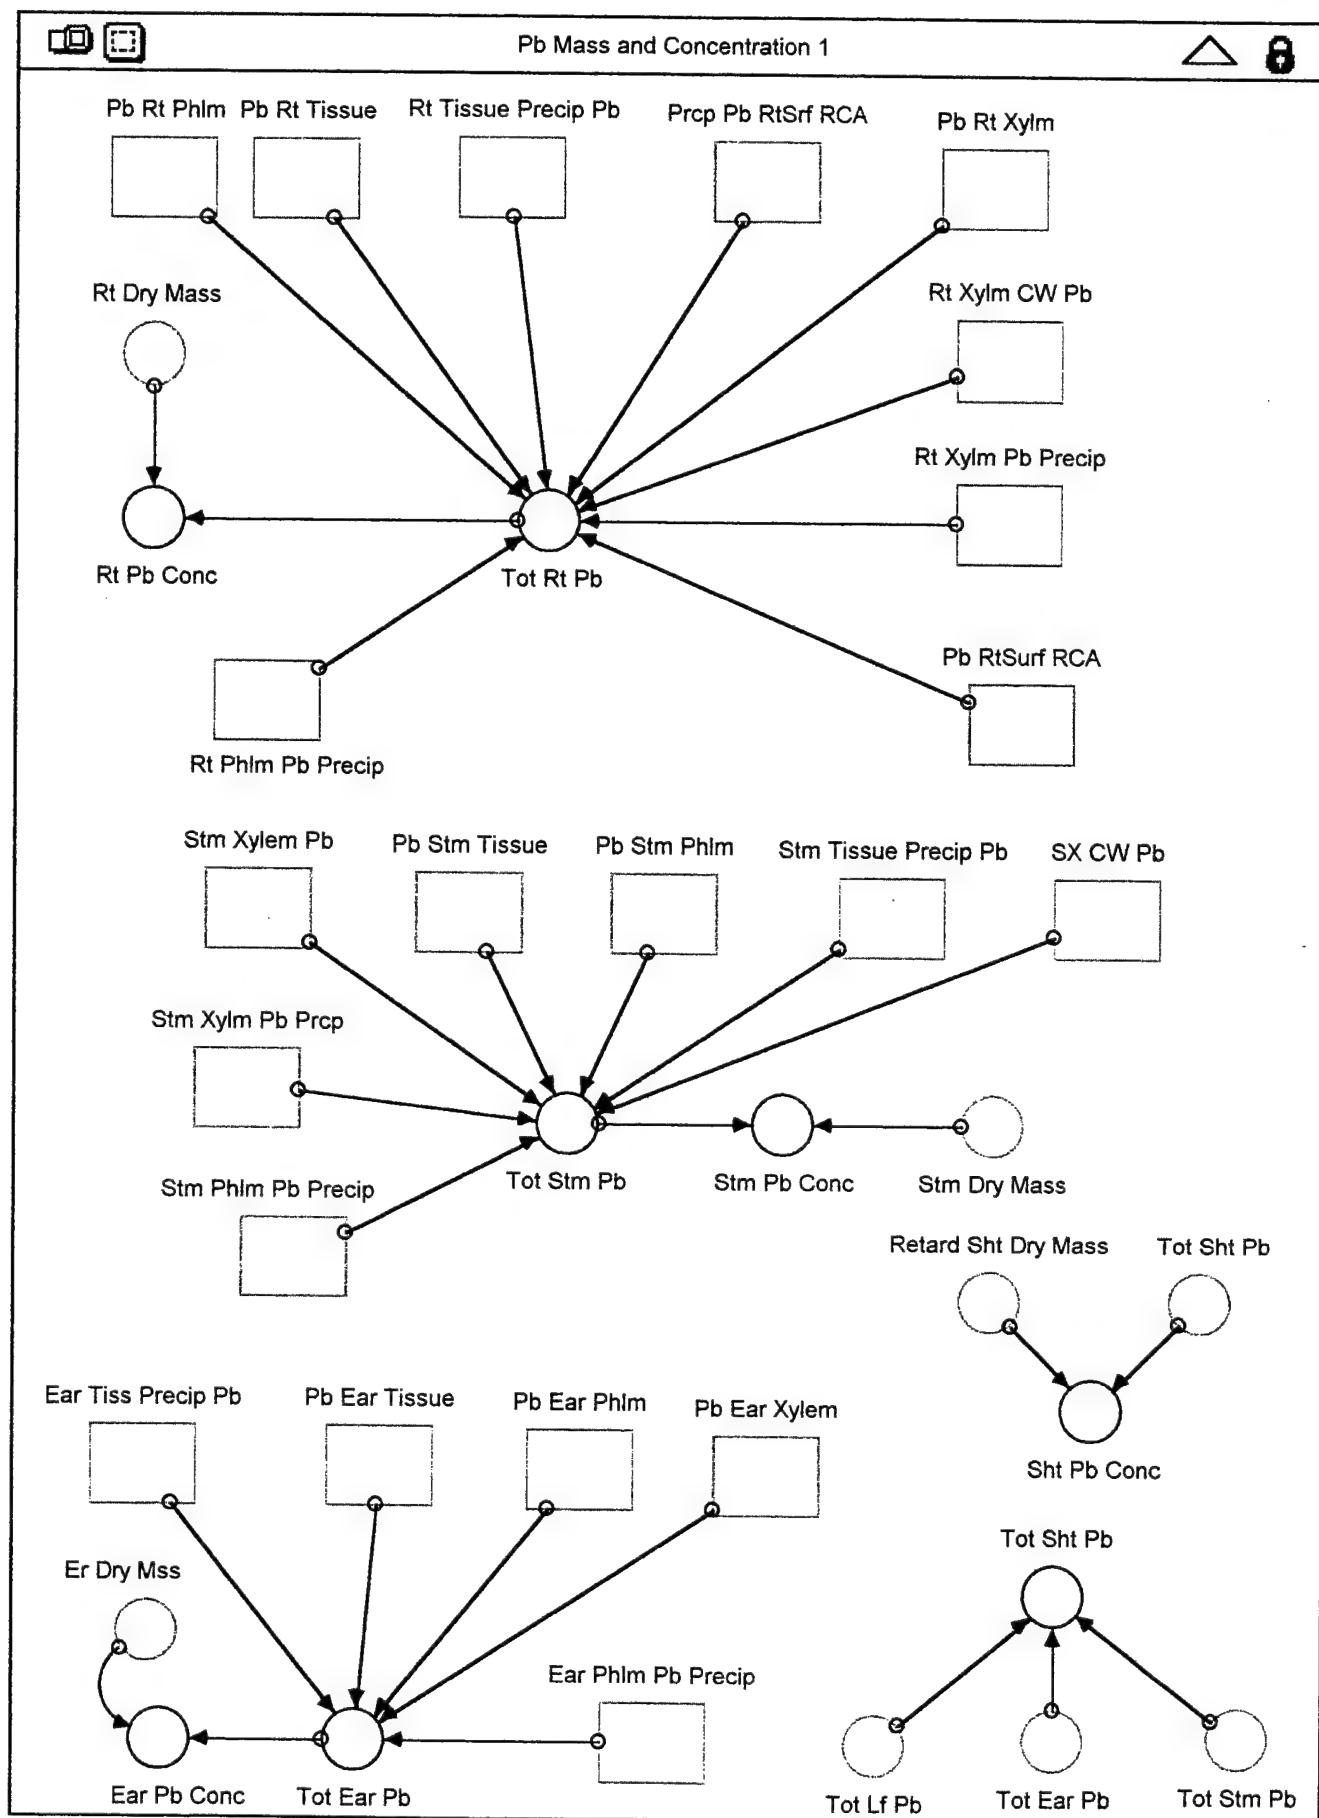 Pb Mass and Concentration 1
Pb Rt Phlm
Pb Rt Tissue
Rt Tissue Precip Pb
Prcp Pb RtSrf RCA
Pb Rt Xylm
Rt Dry Mass
Rt Xylm CW Pb
Rt Xylm Pb Precip
Rt Pb Conc
Tot Rt Pb
Pb RtSurf RCA
Rt Phlm Pb Precip
Stm Xylem Pb
Pb Stm Tissue
Pb Stm Phlm
Stm Tissue Precip Pb
SX CW Pb
Stm Xylm Pb Prcp
Tot Stm Pb
Stm Pb Conc
Stm Dry Mass
Stm Phlm Pb Precip
Retard Sht Dry Mass
Tot Sht Pb
Ear Tiss Precip Pb
Pb Ear Tissue
Pb Ear Phlm
Pb Ear Xylem
Sht Pb Conc
Tot Sht Pb
Er Dry Mss
Ear Phlm Pb Precip
Ear Pb Conc
Tot Ear Pb
Tot Lf Pb
Tot Ear Pb
Tot Stm Pb